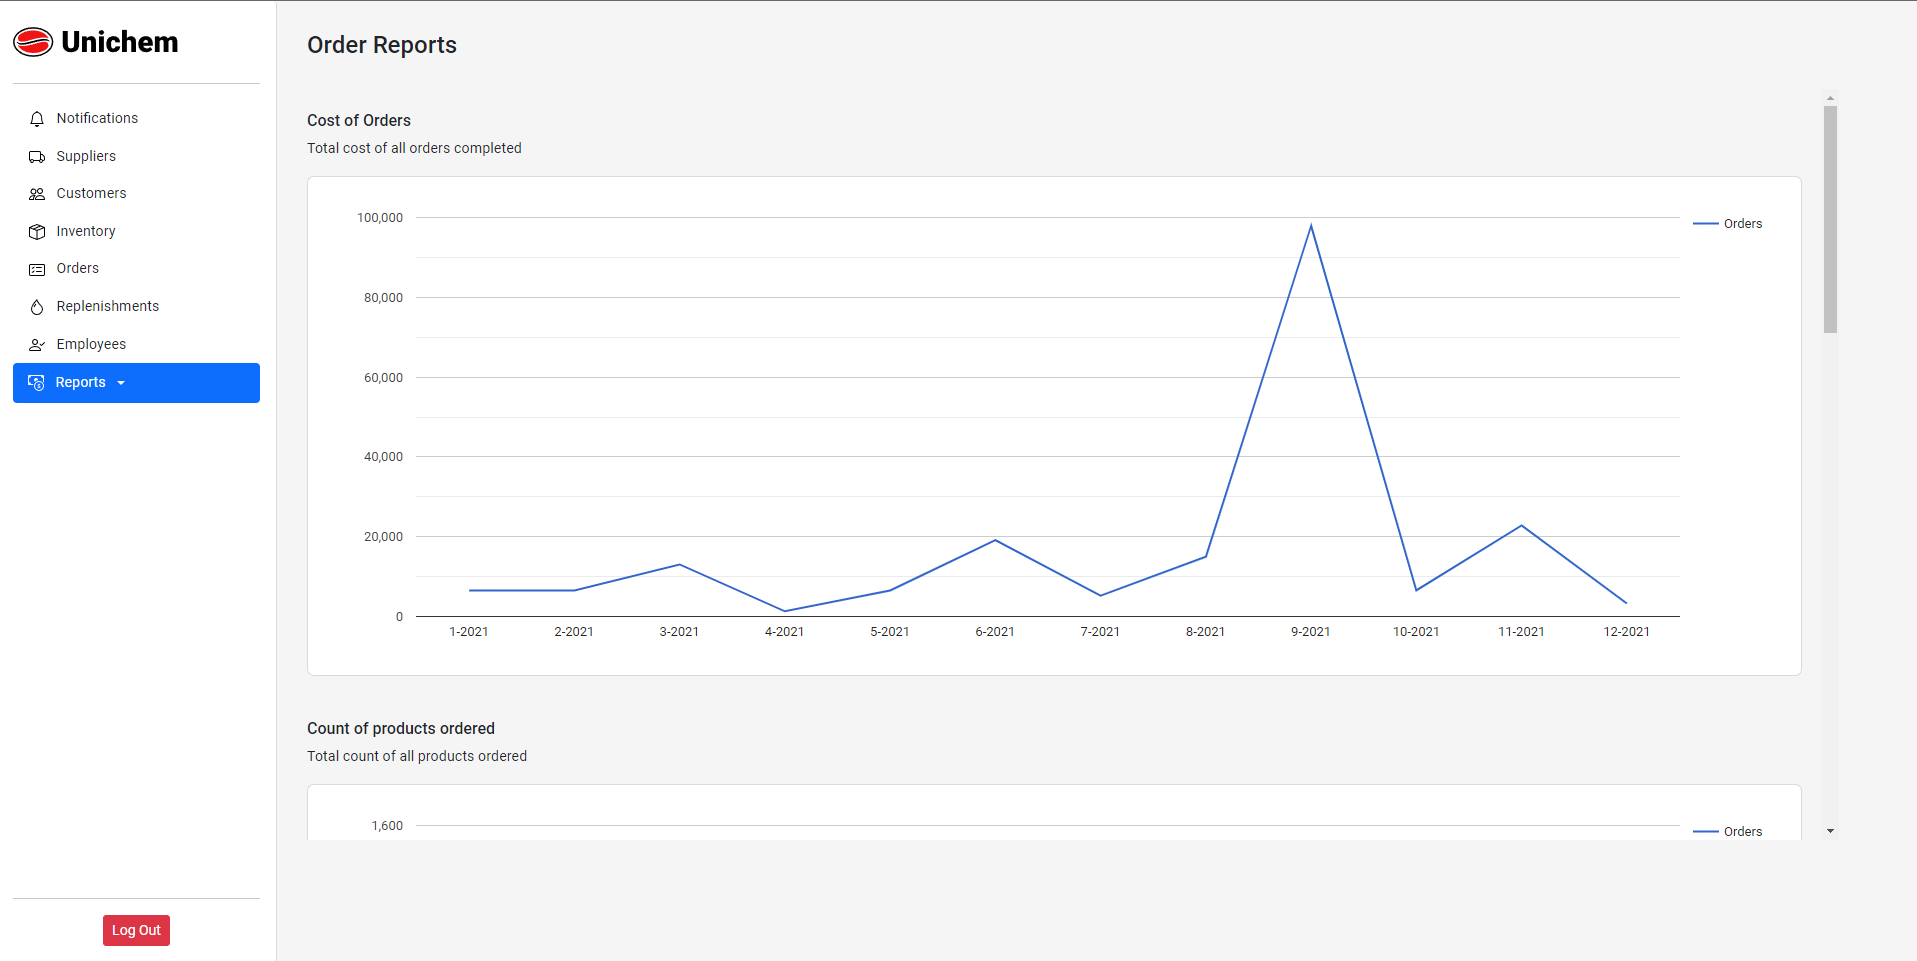 Unichem
Notifications
Suppliers
Customers
Inventory
Orders
Replenishments
Employees
Reports
Log Out
Order Reports
Cost of Orders
Total cost of all orders completed
100,000
80,000
60,000
40,000
20,000
0
1-2021 2-2021 3-2021 4-2021 5-2021 6-2021 7-2021 8-2021 9-2021 10-2021 11-2021 12-2021
Orders
Count of products ordered
Total count of all products ordered
1,600
Orders